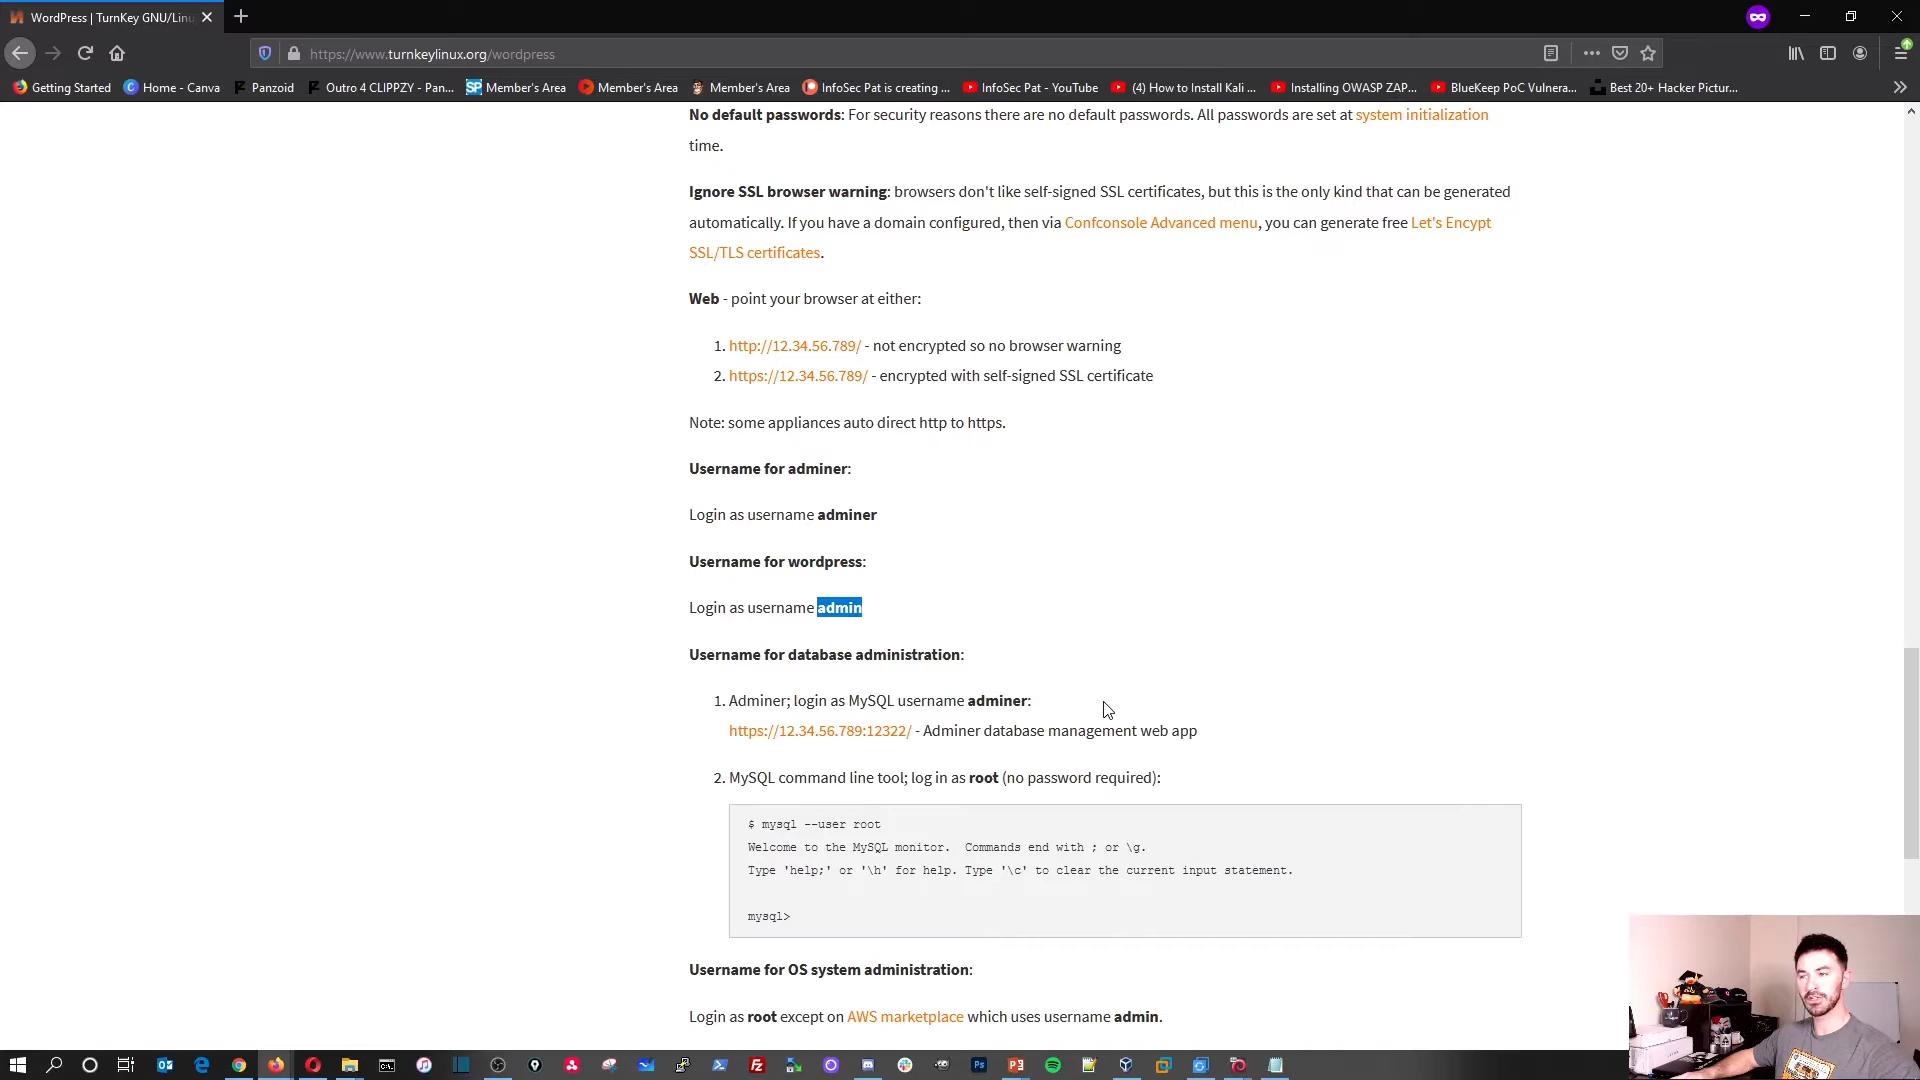 WordPress | TurnKey GNU/Linu
https://www.turnkeylinux.org/wordpress
Getting Started
Home - Canva
Panzoid
Outro 4 CLIPPZY - Pan...
Member's Area
Member's Area
Member's Area
InfoSec Pat is creating ...
InfoSec Pat - YouTube
(4) How to Install Kali ...
Installing OWASP ZAP...
BlueKeep PoC Vulnera...
Best 20+ Hacker Pictur...
No default passwords: For security reasons there are no default passwords. All passwords are set at system initialization
time.
Ignore SSL browser warning: browsers don't like self-signed SSL certificates, but this is the only kind that can be generated
automatically. If you have a domain configured, then via Confconsole Advanced menu, you can generate free Let's Encrypt
SSL/TLS certificates.
Web - point your browser at either:
1. http://12.34.56.789/ - not encrypted so no browser warning
2. https://12.34.56.789/ - encrypted with self-signed SSL certificate
Note: some appliances auto direct http to https.
Username for adminer:
Login as username adminer
Username for wordpress:
Login as username admin
Username for database administration:
1. Adminer; login as MySQL username adminer:
https://12.34.56.789:12322/ - Adminer database management web app
2. MySQL command line tool; log in as root (no password required):
$ mysql --user root
Welcome to the MySQL monitor.  Commands end with ; or \g.
Type 'help;' or '\h' for help. Type '\c' to clear the current input statement.
mysql>
Username for OS system administration:
Login as root except on AWS marketplace which uses username admin.